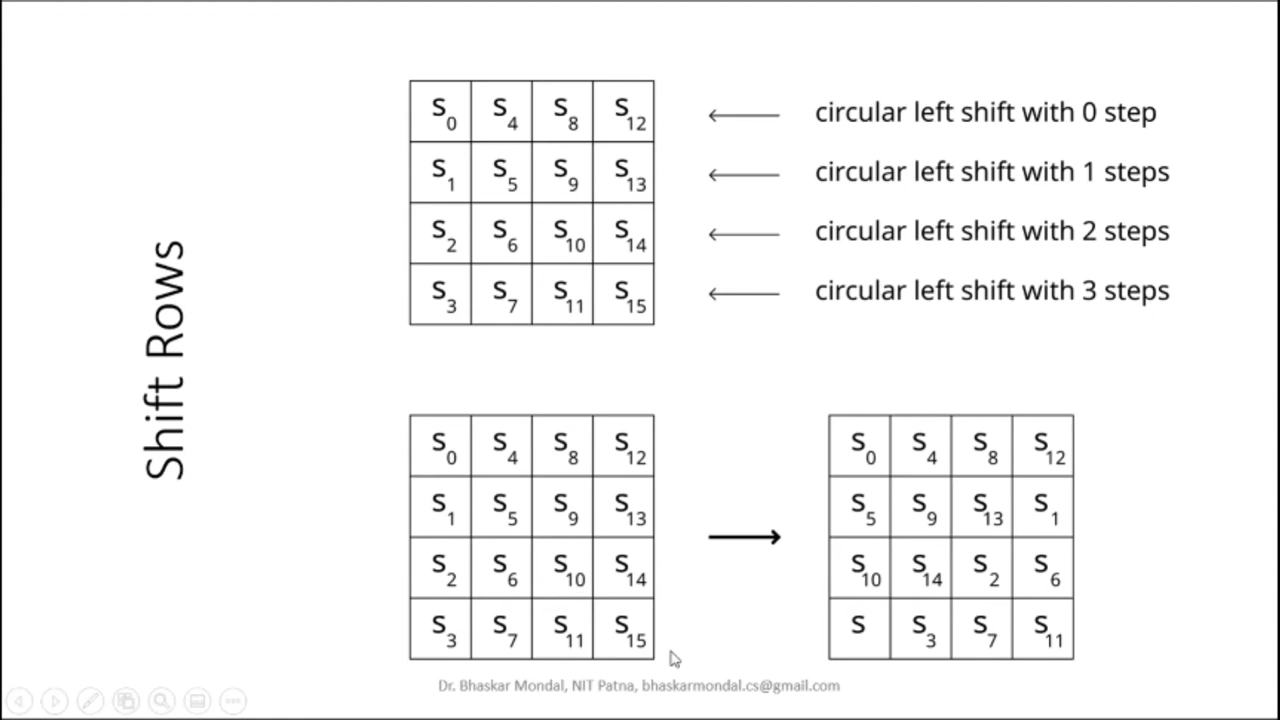 Shift Rows
S0 S4 S8 S12
S1 S5 S9 S13
S2 S6 S10 S14
S3 S7 S11 S15
circular left shift with 0 step
circular left shift with 1 steps
circular left shift with 2 steps
circular left shift with 3 steps
S0 S4 S8 S12
S1 S5 S9 S13
S2 S6 S10 S14
S3 S7 S11 S15
S0 S4 S8 S12
S5 S9 S13 S1
S10 S14 S2 S6
S S3 S7 S11
Dr. Bhaskar Mondal, NIT Patna, bhaskarmondal.cs@gmail.com